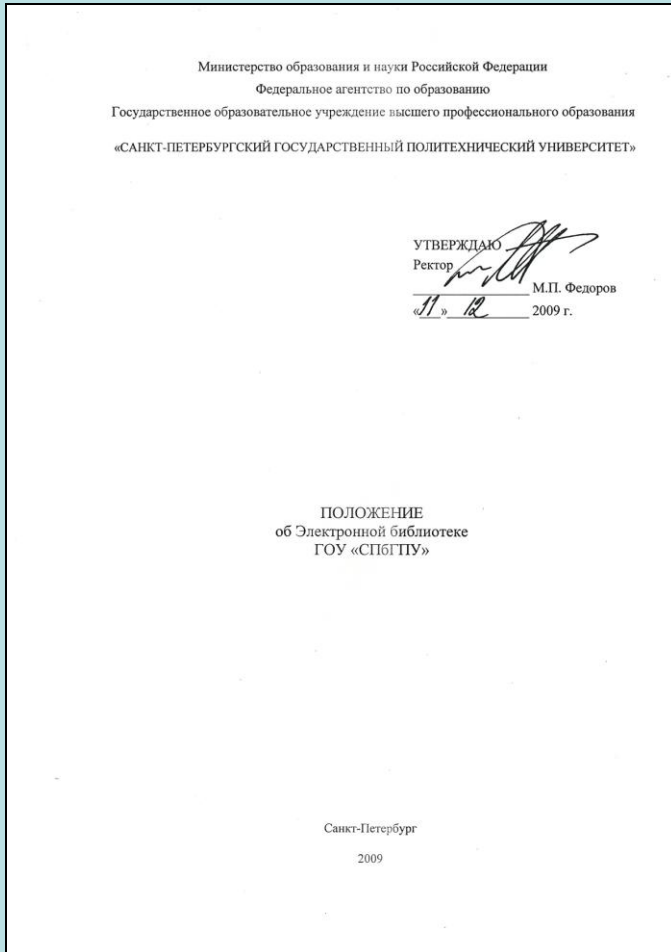 Министерство образования и науки Российской Федерации
Федеральное агентство по образованию
Государственное образовательное учреждение высшего профессионального образования
«САНКТ-ПЕТЕРБУРГСКИЙ ГОСУДАРСТВЕННЫЙ ПОЛИТЕХНИЧЕСКИЙ УНИВЕРСИТЕТ»
УТВЕРЖДАЮ
Ректор
М.П. Федоров
«11» 12 2009 г.
ПОЛОЖЕНИЕ
об Электронной библиотеке
ГОУ «СПбГПУ»
Санкт-Петербург
2009